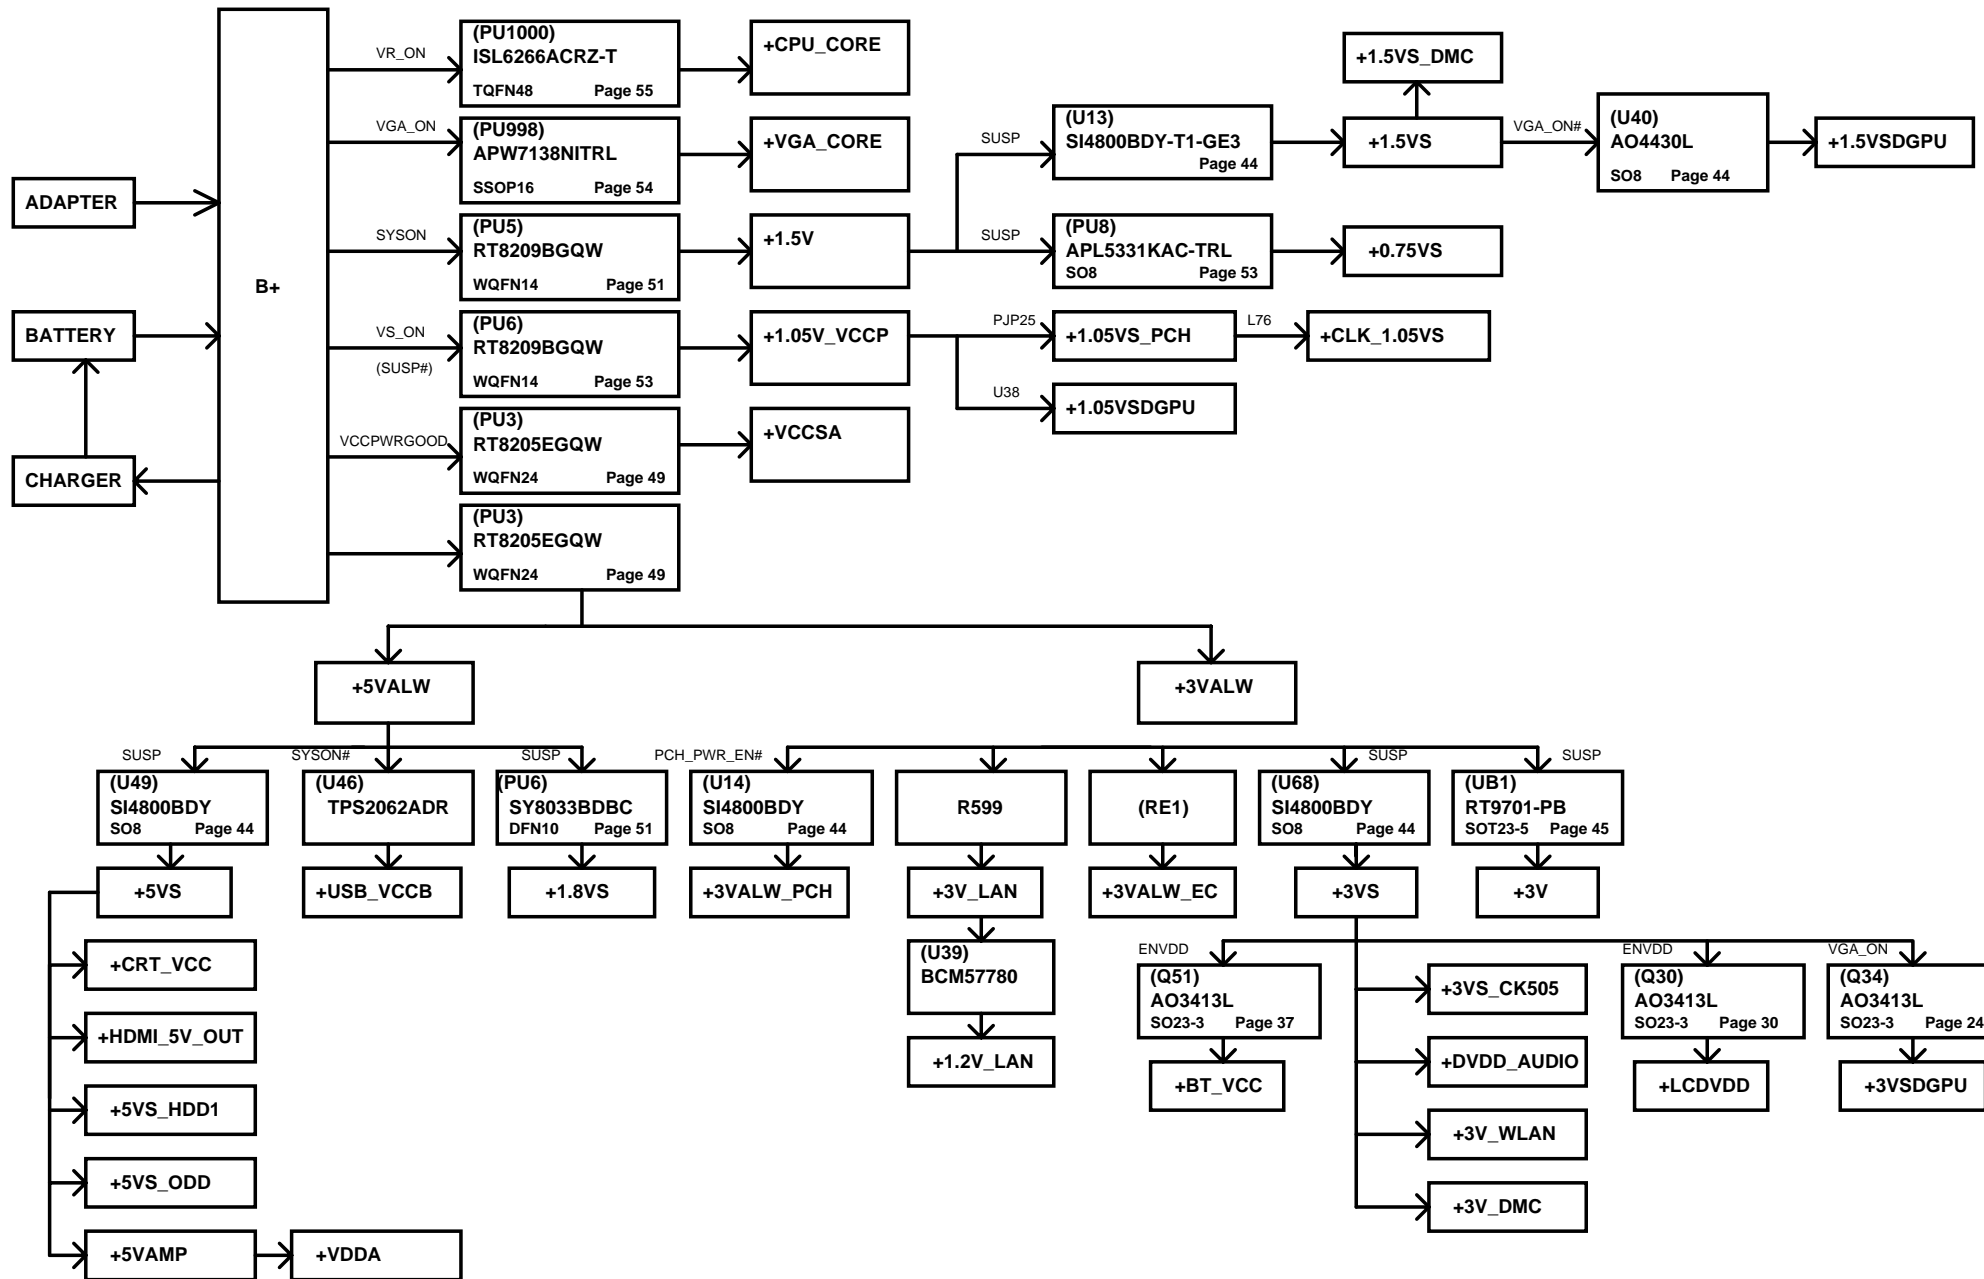 ADAPTER
BATTERY
CHARGER
B+
VR_ON
(PU1000)
ISL6266ACRZ-T
TQFN48 Page 55
+CPU_CORE
VGA_ON
(PU998)
APW7138NITRL
SSOP16 Page 54
+VGA_CORE
SYSON
(PU5)
RT8209BGQW
WQFN14 Page 51
+1.5V
SUSP
(U13)
SI4800BDY-T1-GE3
Page 44
+1.5VS_DMC
+1.5VS
VGA_ON#
(U40)
AO4430L
SO8 Page 44
+1.5VSDGPU
SUSP
(PU8)
APL5331KAC-TRL
SO8 Page 53
+0.75VS
VS_ON
(SUSP#)
(PU6)
RT8209BGQW
WQFN14 Page 53
+1.05V_VCCP
PJP25
+1.05VS_PCH
L76
+CLK_1.05VS
U38
+1.05VSDGPU
VCCPWRGOOD
(PU3)
RT8205EGQW
WQFN24 Page 49
+VCCSA
(PU3)
RT8205EGQW
WQFN24 Page 49
+5VALW
+3VALW
SUSP
(U49)
SI4800BDY
SO8 Page 44
SYSON#
(U46)
TPS2062ADR
SUSP
(PU6)
SY8033BDBC
DFN10 Page 51
PCH_PWR_EN#
(U14)
SI4800BDY
SO8 Page 44
R599
(RE1)
SUSP
(U68)
SI4800BDY
SO8 Page 44
SUSP
(UB1)
RT9701-PB
SOT23-5 Page 45
+5VS
+USB_VCCB
+1.8VS
+3VALW_PCH
+3V_LAN
+3VALW_EC
+3VS
+3V
+CRT_VCC
+HDMI_5V_OUT
+5VS_HDD1
+5VS_ODD
+5VAMP
+VDDA
(U39)
BCM57780
+1.2V_LAN
ENVDD
(Q51)
AO3413L
SO23-3 Page 37
+BT_VCC
+3VS_CK505
+DVDD_AUDIO
+3V_WLAN
+3V_DMC
ENVDD
(Q30)
AO3413L
SO23-3 Page 30
+LCDVDD
VGA_ON
(Q34)
AO3413L
SO23-3 Page 24
+3VSDGPU